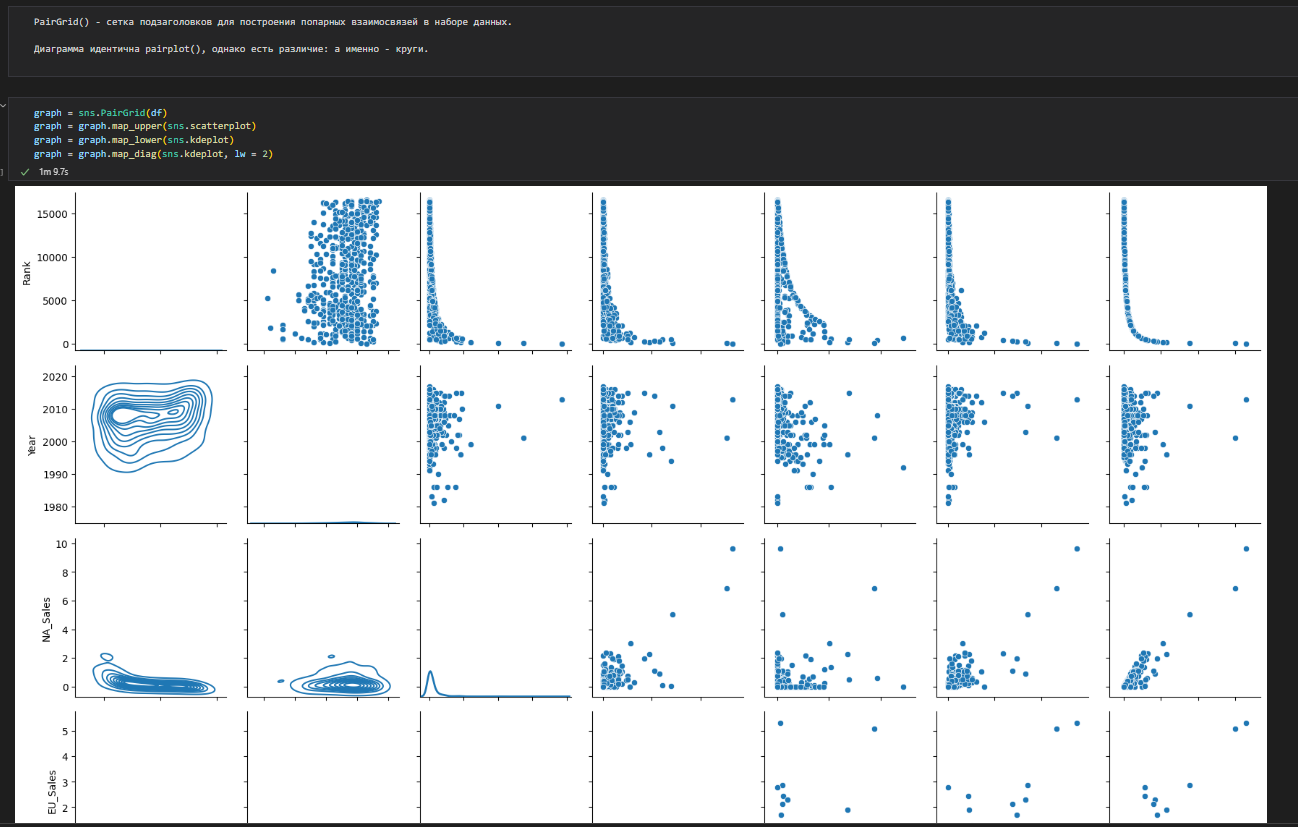 PairGrid() - сетка подзаголовков для построения попарных взаимосвязей в наборе данных.
Диаграмма идентична pairplot(), однако есть различие: а именно - круги.
graph = sns.PairGrid(df)
graph = graph.map_upper(sns.scatterplot)
graph = graph.map_lower(sns.kdeplot)
graph = graph.map_diag(sns.kdeplot, lw = 2)
] ✓ 1m 9.7s
15000
10000
5000
0
Rank
2020
2010
2000
1990
1980
Year
10
8
6
4
2
0
NA_Sales
5
4
3
2
EU_Sales